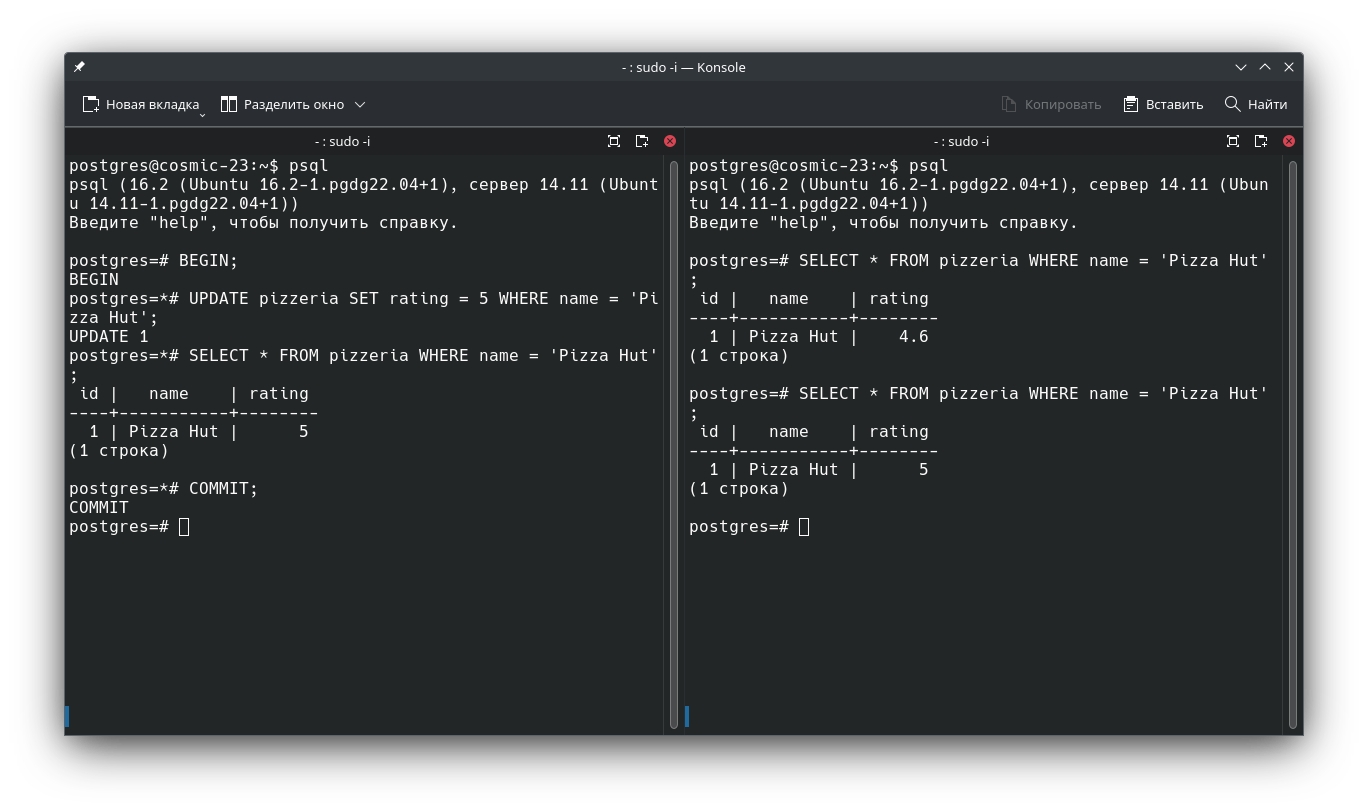 - : sudo -i — Konsole
Новая вкладка
Разделить окно
Копировать
Вставить
Найти
- : sudo -i
postgres@cosmic-23:~$ psql
psql (16.2 (Ubuntu 16.2-1.pgdg22.04+1), сервер 14.11 (Ubunt
u 14.11-1.pgdg22.04+1))
Введите "help", чтобы получить справку.
postgres=# BEGIN;
BEGIN
postgres=*# UPDATE pizzeria SET rating = 5 WHERE name = 'Pi
zza Hut';
UPDATE 1
postgres=*# SELECT * FROM pizzeria WHERE name = 'Pizza Hut'
;
 id |   name    | rating
----+-----------+--------
  1 | Pizza Hut |      5
(1 строка)
postgres=*# COMMIT;
COMMIT
postgres=#
- : sudo -i
postgres@cosmic-23:~$ psql
psql (16.2 (Ubuntu 16.2-1.pgdg22.04+1), сервер 14.11 (Ubun
tu 14.11-1.pgdg22.04+1))
Введите "help", чтобы получить справку.
postgres=# SELECT * FROM pizzeria WHERE name = 'Pizza Hut'
;
 id |   name    | rating
----+-----------+--------
  1 | Pizza Hut |    4.6
(1 строка)
postgres=# SELECT * FROM pizzeria WHERE name = 'Pizza Hut'
;
 id |   name    | rating
----+-----------+--------
  1 | Pizza Hut |      5
(1 строка)
postgres=#